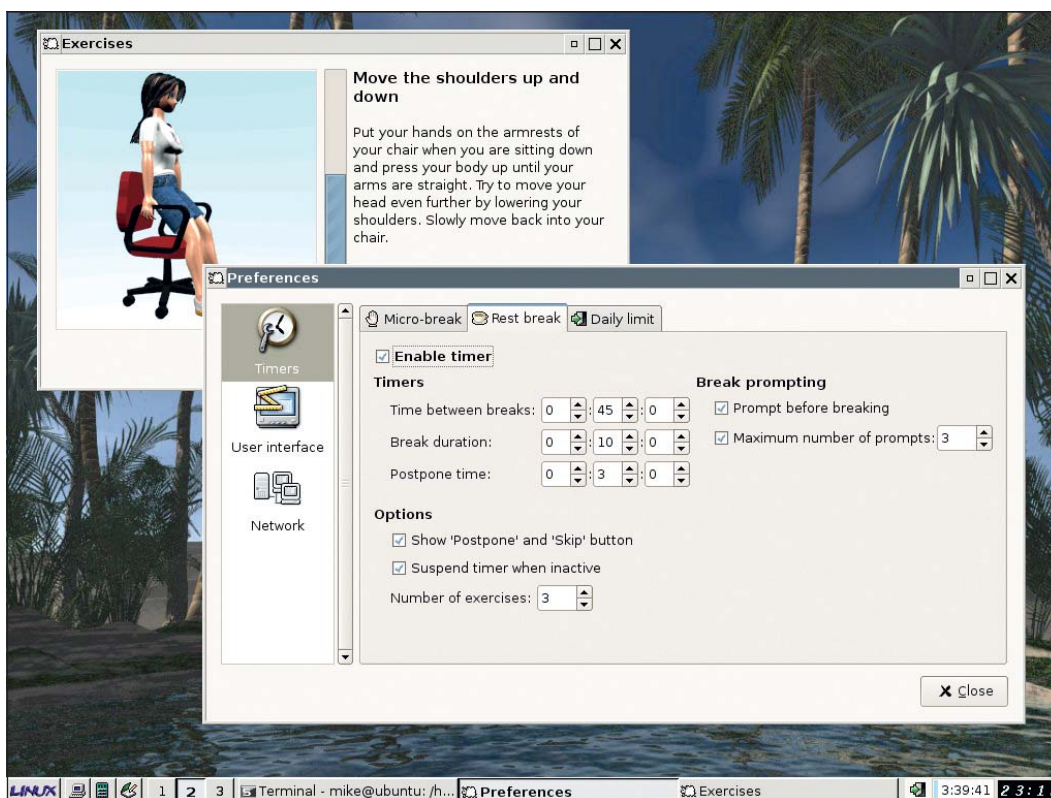 Exercises
Move the shoulders up and
down
Put your hands on the armrests of
your chair when you are sitting down
and press your body up until your
arms are straight. Try to move your
head even further by lowering your
shoulders. Slowly move back into your
chair.
Preferences
Timers
User interface
Network
Micro-break Rest break Daily limit
Enable timer
Timers
Time between breaks: 0 : 45 : 0
Break duration: 0 : 10 : 0
Postpone time: 0 : 3 : 0
Break prompting
Prompt before breaking
Maximum number of prompts: 3
Options
Show 'Postpone' and 'Skip' button
Suspend timer when inactive
Number of exercises: 3
Close
LINUX 1 2 3 Terminal - mike@ubuntu: /h... Preferences Exercises 3:39:41 23:1